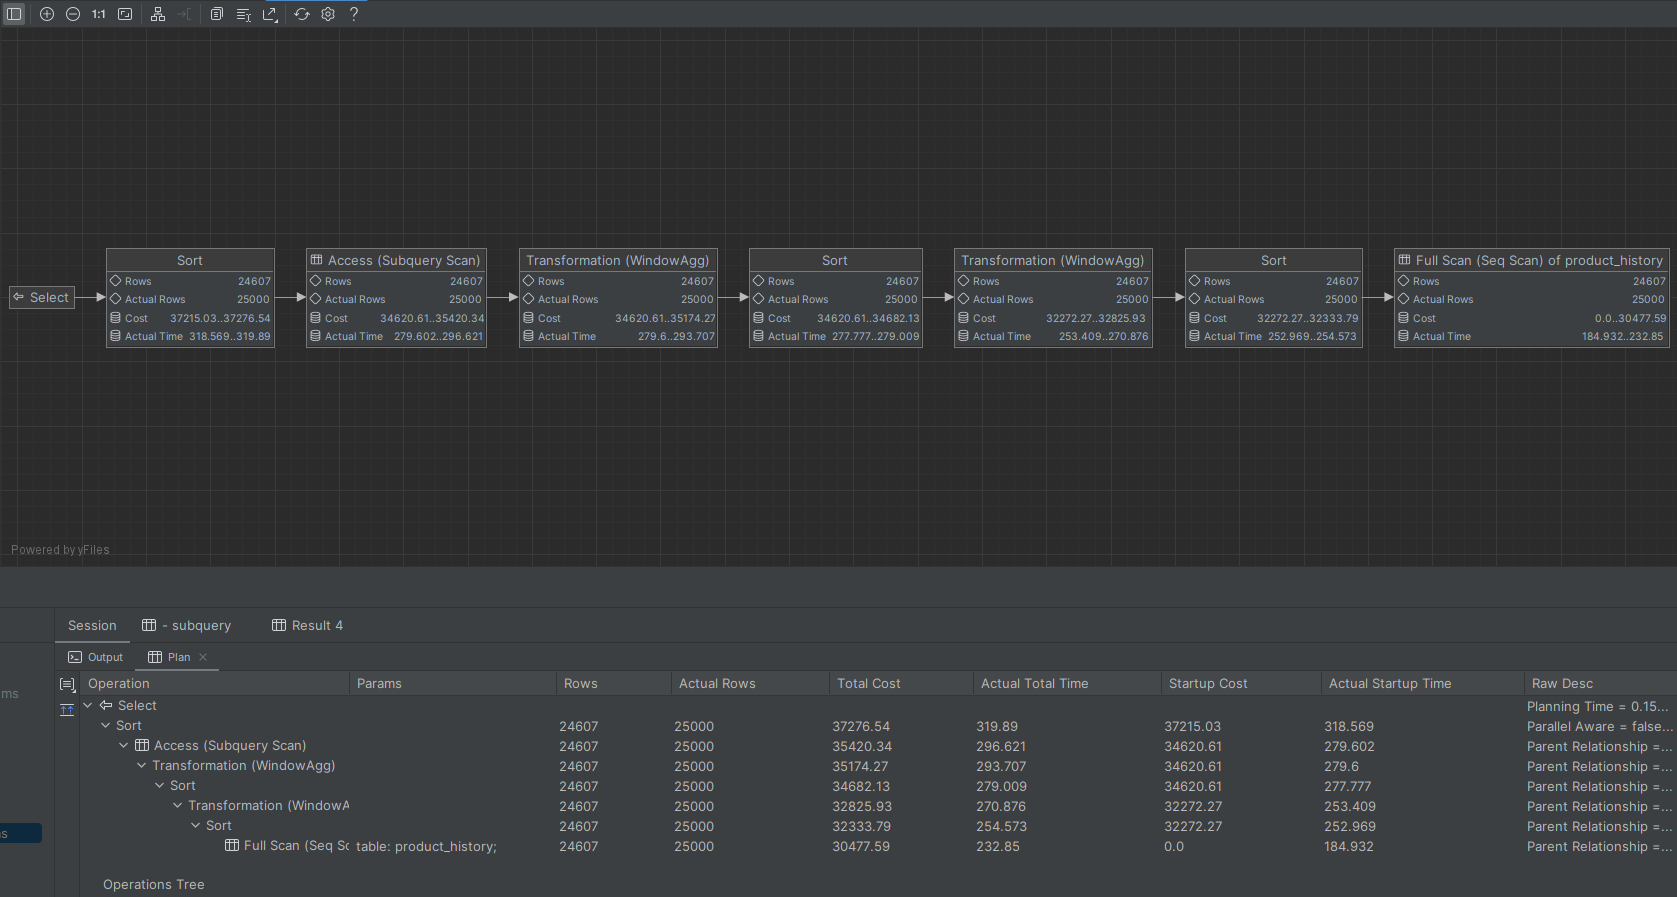 1:1
?
Select
Sort
Rows 24607
Actual Rows 25000
Cost 37215.03..37276.54
Actual Time 318.569..319.89
Access (Subquery Scan)
Rows 24607
Actual Rows 25000
Cost 34620.61..35420.34
Actual Time 279.602..296.621
Transformation (WindowAgg)
Rows 24607
Actual Rows 25000
Cost 34620.61..35174.27
Actual Time 279.6..293.707
Sort
Rows 24607
Actual Rows 25000
Cost 34620.61..34682.13
Actual Time 277.777..279.009
Transformation (WindowAgg)
Rows 24607
Actual Rows 25000
Cost 32272.27..32825.93
Actual Time 253.409..270.876
Sort
Rows 24607
Actual Rows 25000
Cost 32272.27..32333.79
Actual Time 252.969..254.573
Full Scan (Seq Scan) of product_history
Rows 24607
Actual Rows 25000
Cost 0.0..30477.59
Actual Time 184.932..232.85
Powered by yFiles
Session - subquery Result 4
Output Plan
ms
s
Operation Params Rows Actual Rows Total Cost Actual Total Time Startup Cost Actual Startup Time Raw Desc
Select Planning Time = 0.15...
Sort 24607 25000 37276.54 319.89 37215.03 318.569 Parallel Aware = false...
Access (Subquery Scan) 24607 25000 35420.34 296.621 34620.61 279.602 Parent Relationship =...
Transformation (WindowAgg) 24607 25000 35174.27 293.707 34620.61 279.6 Parent Relationship =...
Sort 24607 25000 34682.13 279.009 34620.61 277.777 Parent Relationship =...
Transformation (WindowA 24607 25000 32825.93 270.876 32272.27 253.409 Parent Relationship =...
Sort 24607 25000 32333.79 254.573 32272.27 252.969 Parent Relationship =...
Full Scan (Seq Sc table: product_history; 24607 25000 30477.59 232.85 0.0 184.932 Parent Relationship =...
Operations Tree